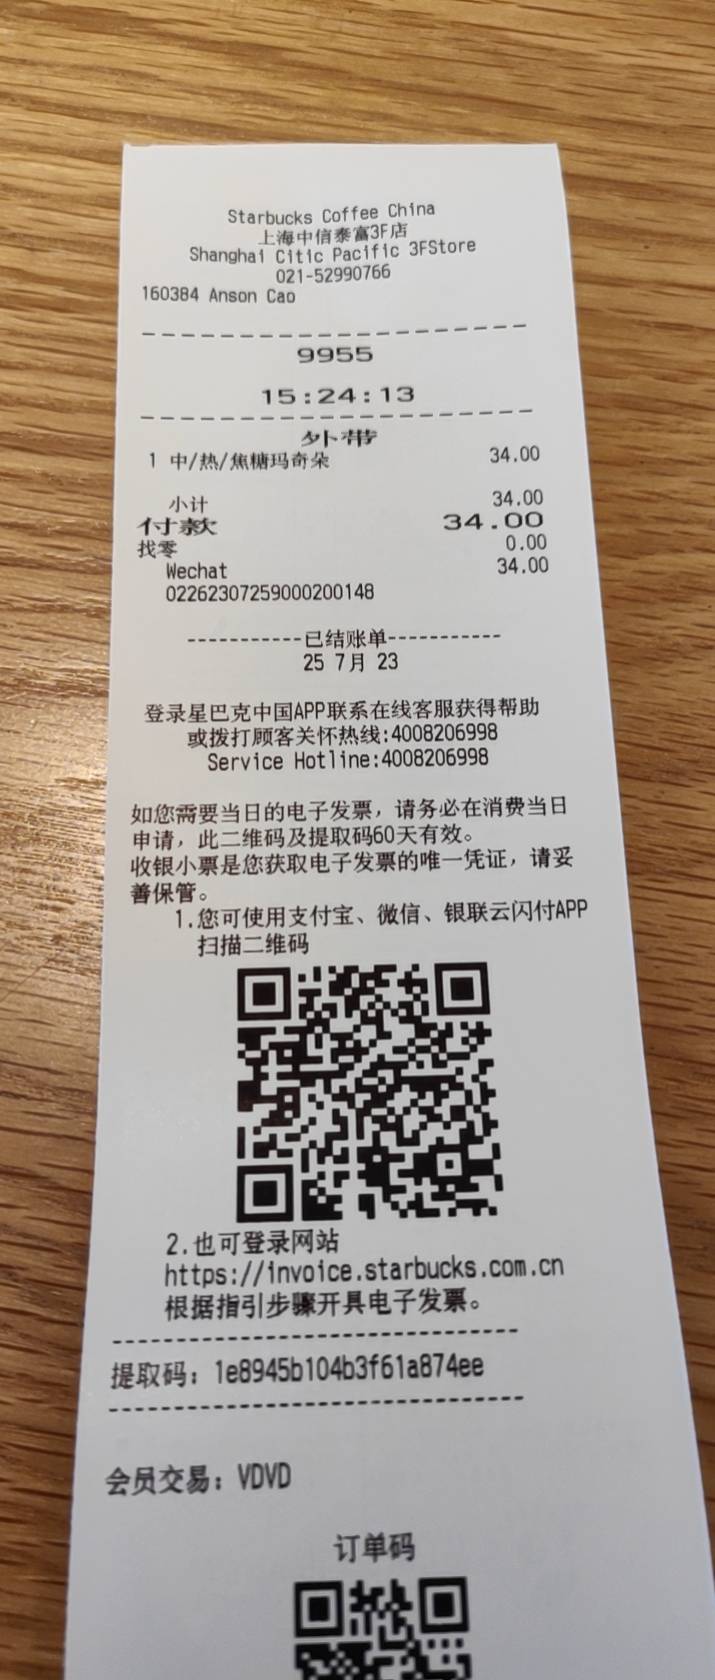 Starbucks Coffee China
上海中信泰富3F店
Shanghai Citic Pacific 3FStore
021-52990766
160384 Anson Cao
9955
15:24:13
外带
1 中/热/焦糖玛奇朵 34.00
小计 34.00
付款 34.00
找零 0.00
Wechat 34.00
02262307259000200148
-----------已结账单-----------
25 7月 23
登录星巴克中国APP联系在线客服获得帮助
或拨打顾客关怀热线:4008206998
Service Hotline:4008206998
如您需要当日的电子发票，请务必在消费当日
申请，此二维码及提取码60天有效。
收银小票是您获取电子发票的唯一凭证，请妥
善保管。
1.您可使用支付宝、微信、银联云闪付APP
扫描二维码
2.也可登录网站
https://invoice.starbucks.com.cn
根据指引步骤开具电子发票。
提取码：1e8945b104b3f61a874ee
会员交易：VDVD
订单码